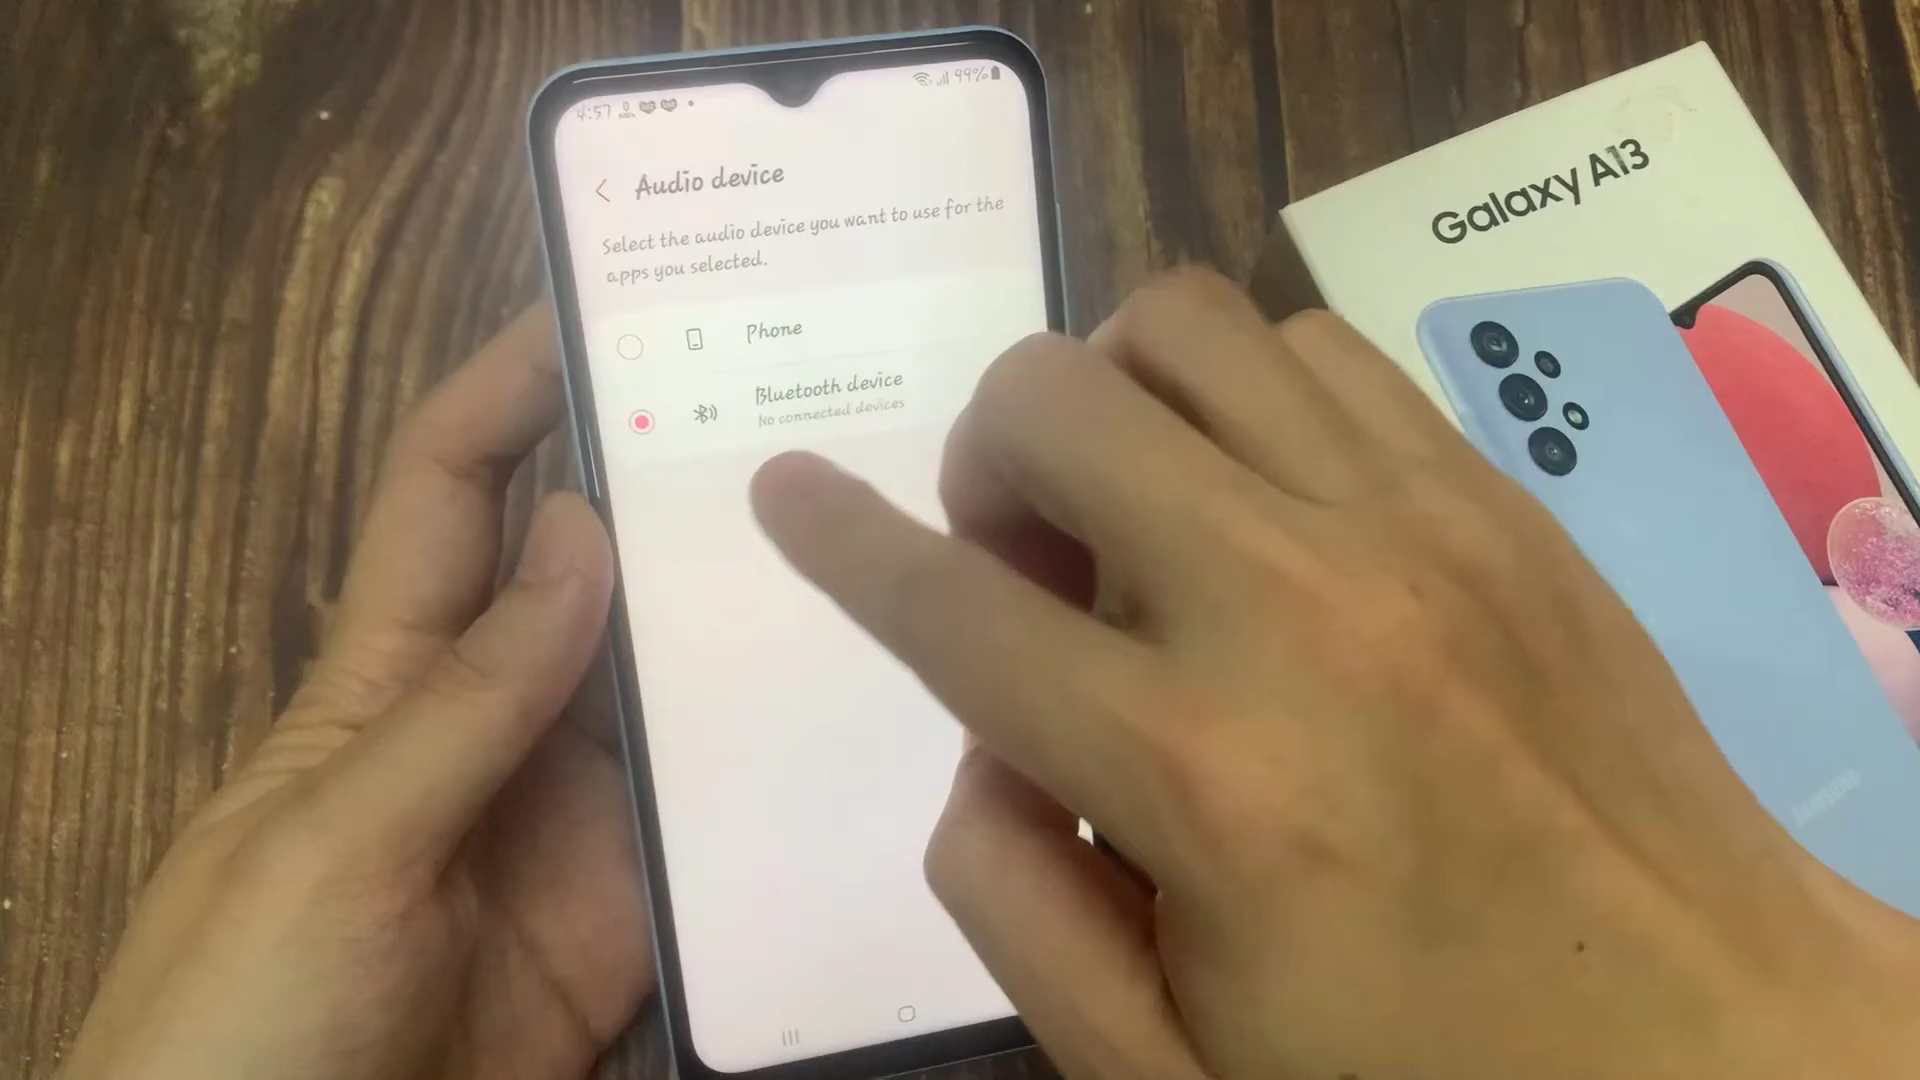 4:57
99%
Audio device
Select the audio device you want to use for the
apps you selected.
Phone
Bluetooth device
No connected devices
Galaxy A13
SAMSUNG